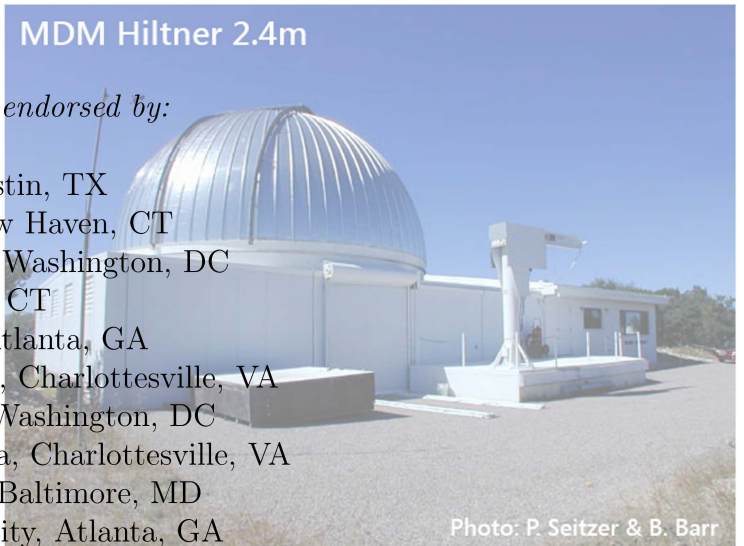 MDM Hiltner 2.4m
endorsed by:
stin, TX
w Haven, CT
Washington, DC
CT
tlanta, GA
, Charlottesville, VA
Washington, DC
a, Charlottesville, VA
Baltimore, MD
ity, Atlanta, GA
Photo: P. Seitzer & B. Barr